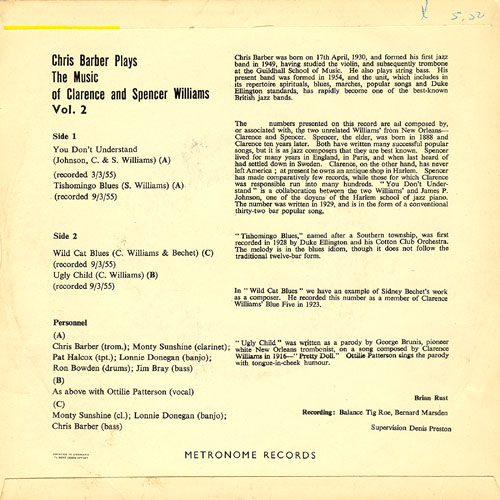 5,50
Chris Barber Plays
The Music
of Clarence and Spencer Williams
Vol. 2
Side 1
You Don't Understand
(Johnson, C. & S. Williams) (A)
(recorded 3/3/55)
Tishomingo Blues (S. Williams) (A)
(recorded 9/3/55)
Side 2
Wild Cat Blues (C. Williams & Bechet) (C)
(recorded 9/3/55)
Ugly Child (C. Williams) (B)
(recorded 9/3/55)
Personnel
(A)
Chris Barber (trom.); Monty Sunshine (clarinet);
Pat Halcox (tpt.); Lonnie Donegan (banjo);
Ron Bowden (drums); Jim Bray (bass)
(B)
As above with Ottilie Patterson (vocal)
(C)
Monty Sunshine (cl.); Lonnie Donegan (banjo);
Chris Barber (bass)
Chris Barber was born on 17th April, 1930, and formed his first jazz
band in 1949, having studied the violin, and subsequently trombone
at the Guildhall School of Music. He also plays string bass. His
present band was formed in 1954, and the unit, which includes in
its repertoire spirituals, blues, marches, popular songs and Duke
Ellington standards, has rapidly become one of the best-known
British jazz bands.
The numbers presented on this record are all composed by,
or associated with, the two unrelated Williams' from New Orleans—
Clarence and Spencer. Spencer, the elder, was born in 1888 and
Clarence ten years later. Both have written many successful popular
songs, but it is as jazz composers that they are best known. Spencer
lived for many years in England, in Paris, and when last heard of
had settled down in Sweden. Clarence, on the other hand, has never
left America; at present he owns an antique shop in Harlem. Spencer
has made comparatively few records, while those for which Clarence
was responsible run into many hundreds. "You Don't Under-
stand" is a collaboration between the two Williams' and James P.
Johnson, one of the doyens of the Harlem school of jazz piano.
The number was written in 1929, and is in the form of a conventional
thirty-two bar popular song.
"Tishomingo Blues," named after a Southern township, was first
recorded in 1928 by Duke Ellington and his Cotton Club Orchestra.
The melody is in the blues idiom, though it does not follow the
traditional twelve-bar form.
In "Wild Cat Blues" we have an example of Sidney Bechet's work
as a composer. He recorded this number as a member of Clarence
Williams' Blue Five in 1923.
"Ugly Child" was written as a parody by George Brunis, pioneer
white New Orleans trombonist, on a song composed by Clarence
Williams in 1916—"Pretty Doll." Ottilie Patterson sings the parody
with tongue-in-cheek humour.
Brian Rust
Recording: Balance Tig Roe, Bernard Marsden
Supervision Denis Preston
METRONOME RECORDS